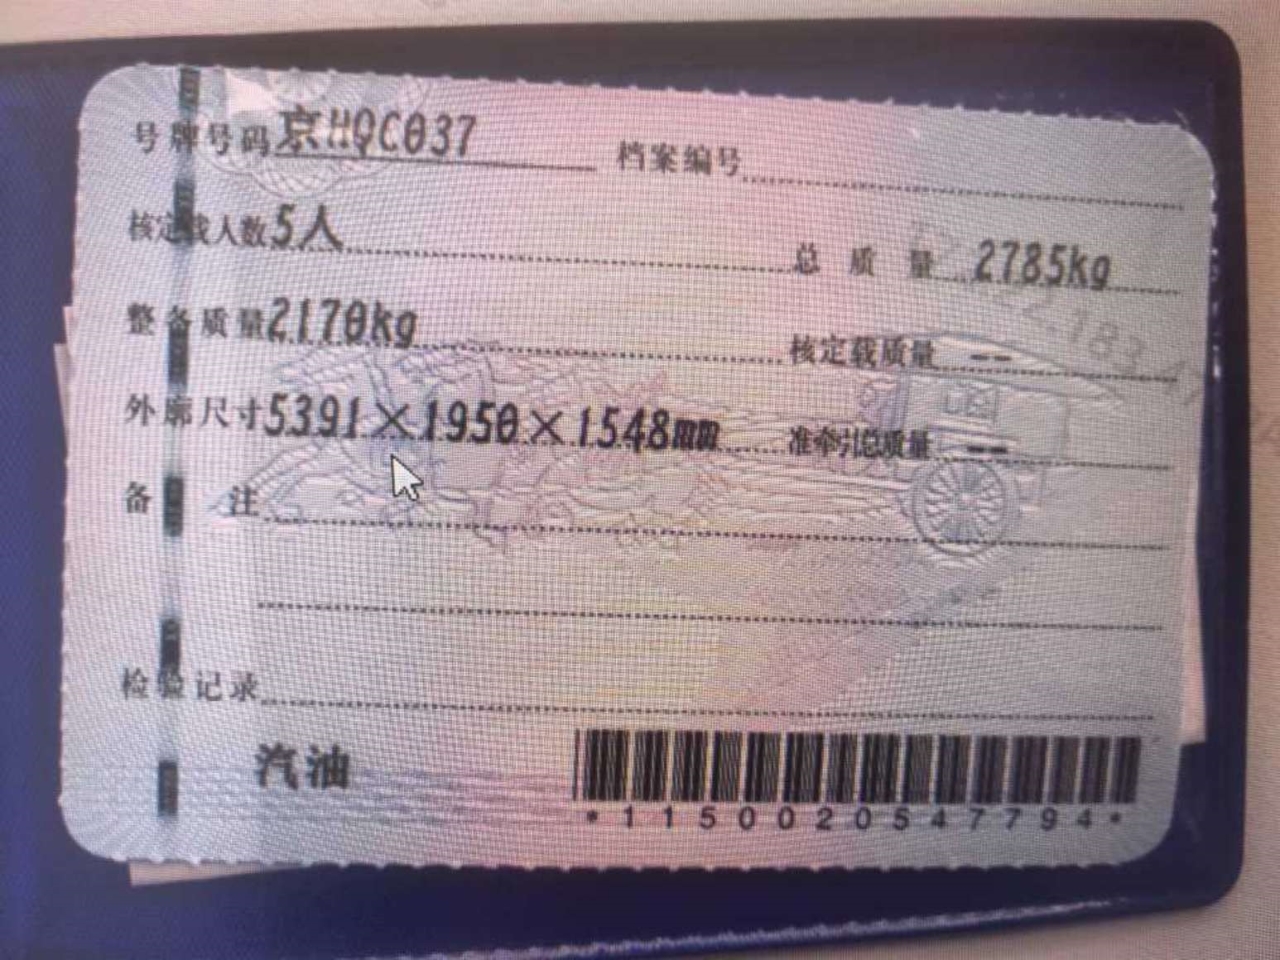 号牌号码 京HQC037 档案编号
核定载人数 5人 总质量 2785kg
整备质量 2170kg 核定载质量 --
外廓尺寸 5391×1950×1548mm 准牵引总质量 --
备注
检验记录
汽油
*1150020547794*